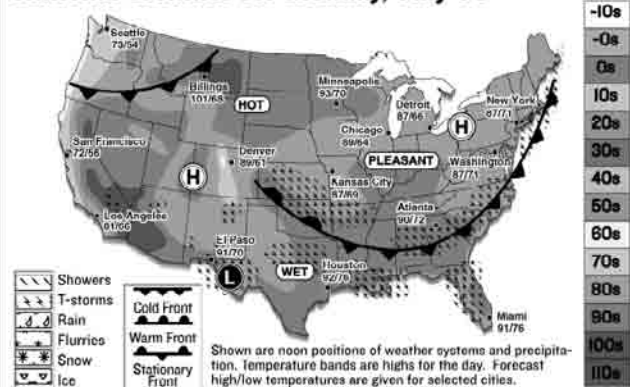 Seattle
73/54
Billings
101/68
HOT
Minneapolis
93/70
Detroit
87/66
New York
87/71
H
Chicago
89/64
San Francisco
72/56
Denver
89/61
PLEASANT
Washington
87/71
H
Kansas City
87/69
Los Angeles
81/66
Atlanta
90/72
El Paso
91/70
L
WET
Houston
92/76
Miami
91/76
Showers
T-storms
Rain
Flurries
Snow
Ice
Cold Front
Warm Front
Stationary
Front
Shown are noon positions of weather systems and precipita-
tion. Temperature bands are highs for the day. Forecast
high/low temperatures are given for selected cities.
-10s
-0s
0s
10s
20s
30s
40s
50s
60s
70s
80s
90s
100s
110s